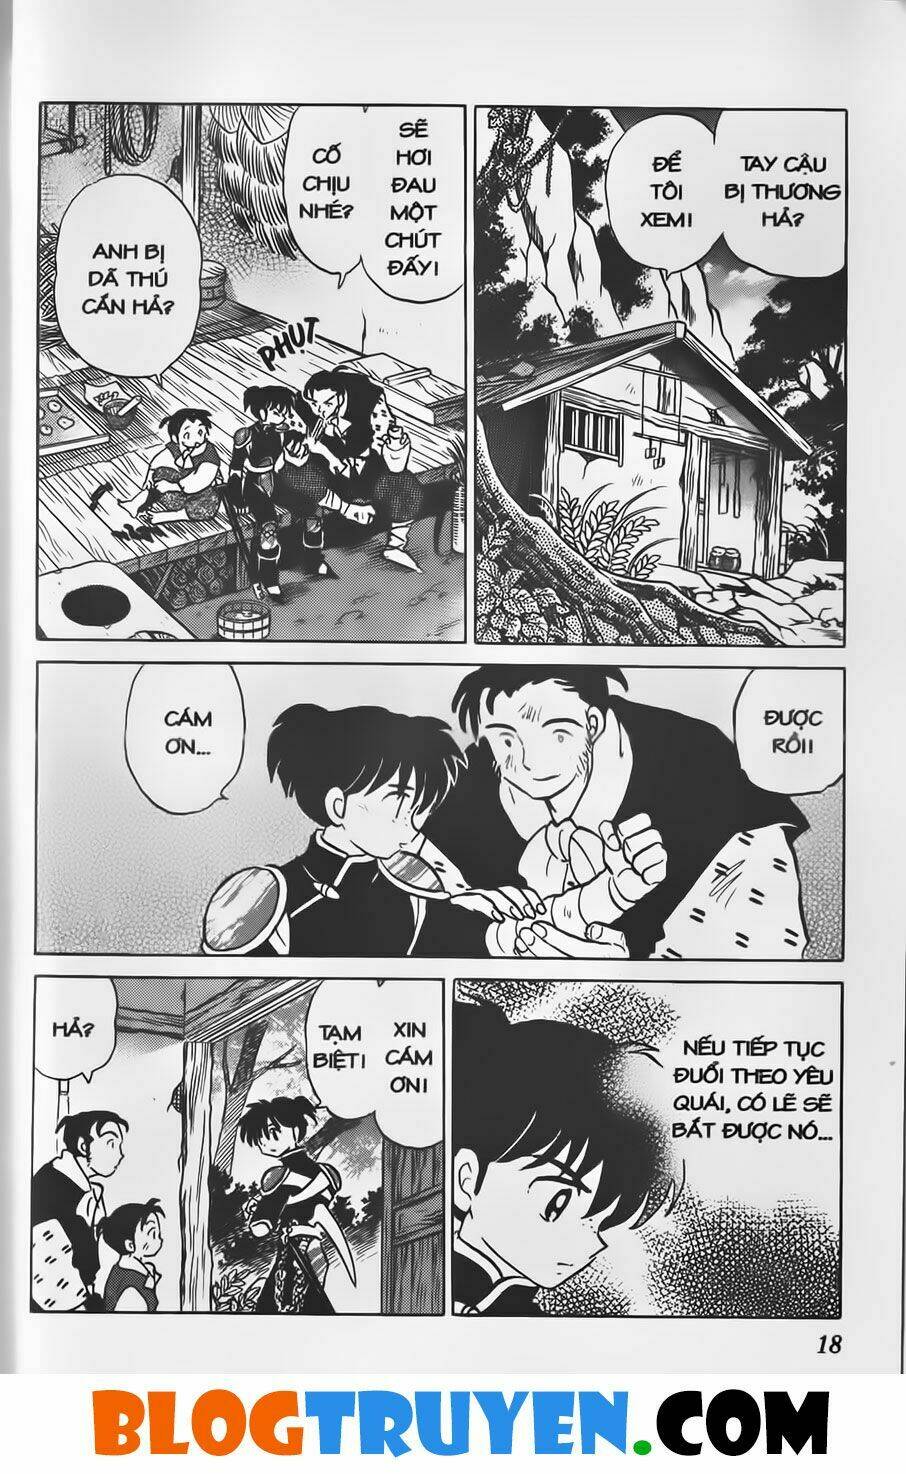 TAY CẬU
BỊ THƯƠNG
HẢ?
ĐỂ
TÔI
XEM!
SẼ
HƠI
ĐAU
MỘT
CHÚT
ĐẤY!
CỐ
CHỊU
NHÉ?
ANH BỊ
DÃ THÚ
CẮN HẢ?
PHỤT
ĐƯỢC
RỒI!
CÁM
ƠN...
NẾU TIẾP TỤC
ĐUỔI THEO YÊU
QUÁI, CÓ LẼ SẼ
BẮT ĐƯỢC NÓ...
XIN
CÁM
ƠN!
TẠM
BIỆT!
HẢ?
18
BLOGTRUYEN.COM